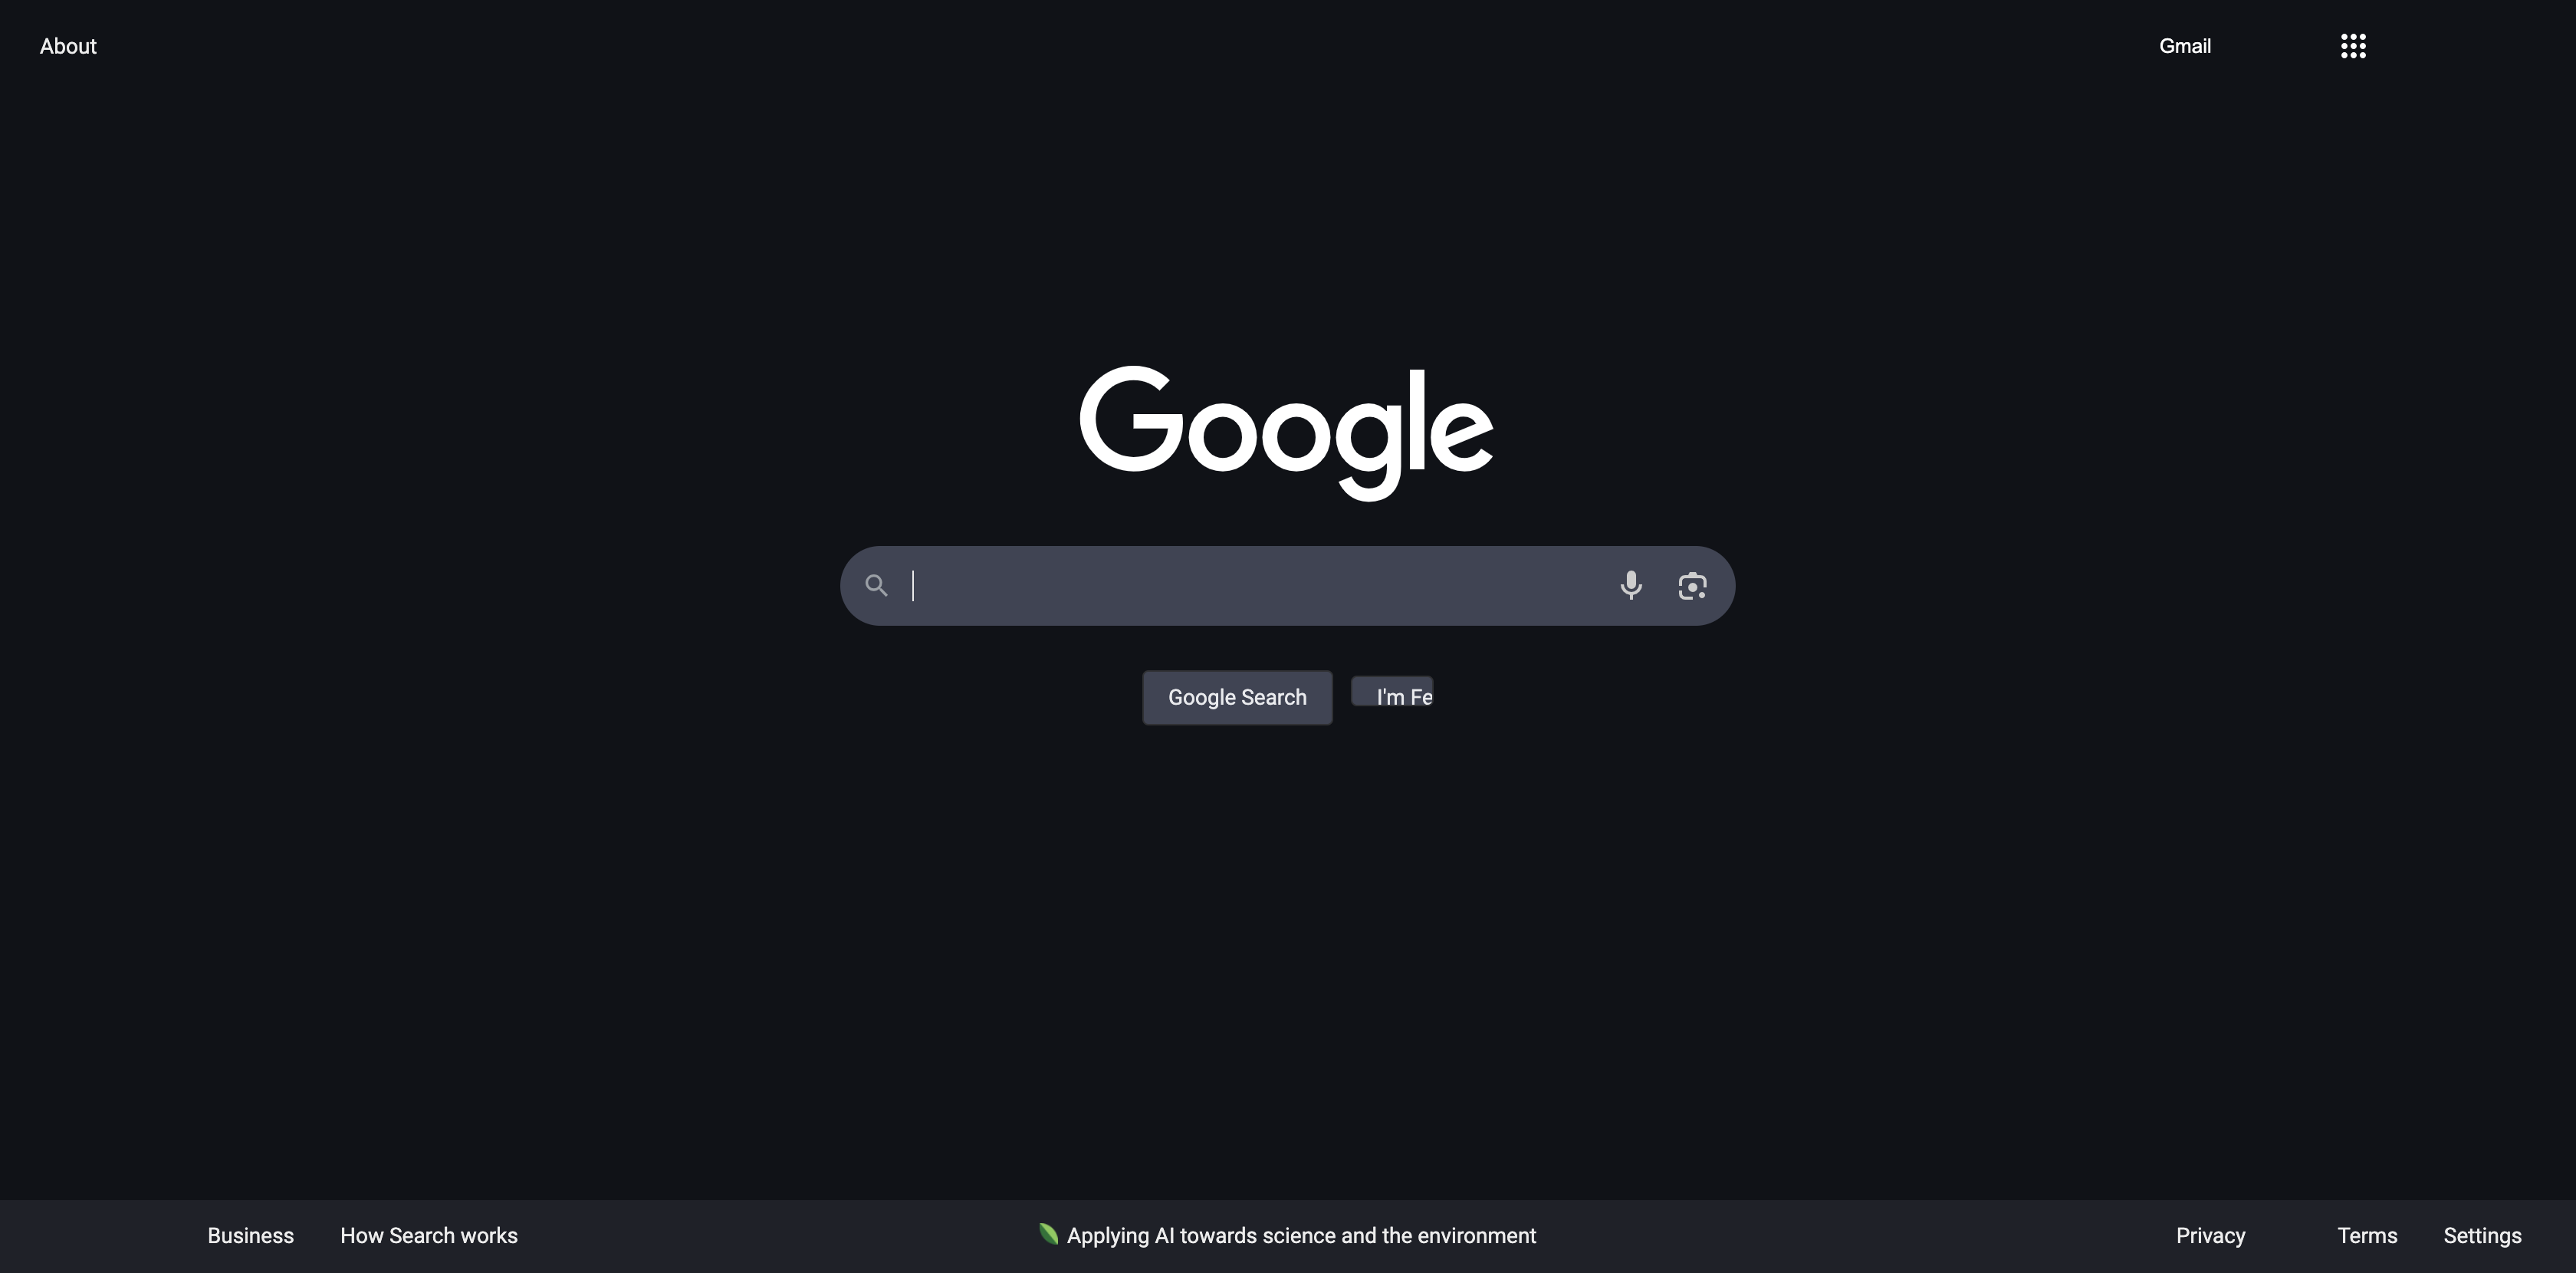 About
Gmail
Google
Google Search
I'm Fe
Business
How Search works
Applying AI towards science and the environment
Privacy
Terms
Settings